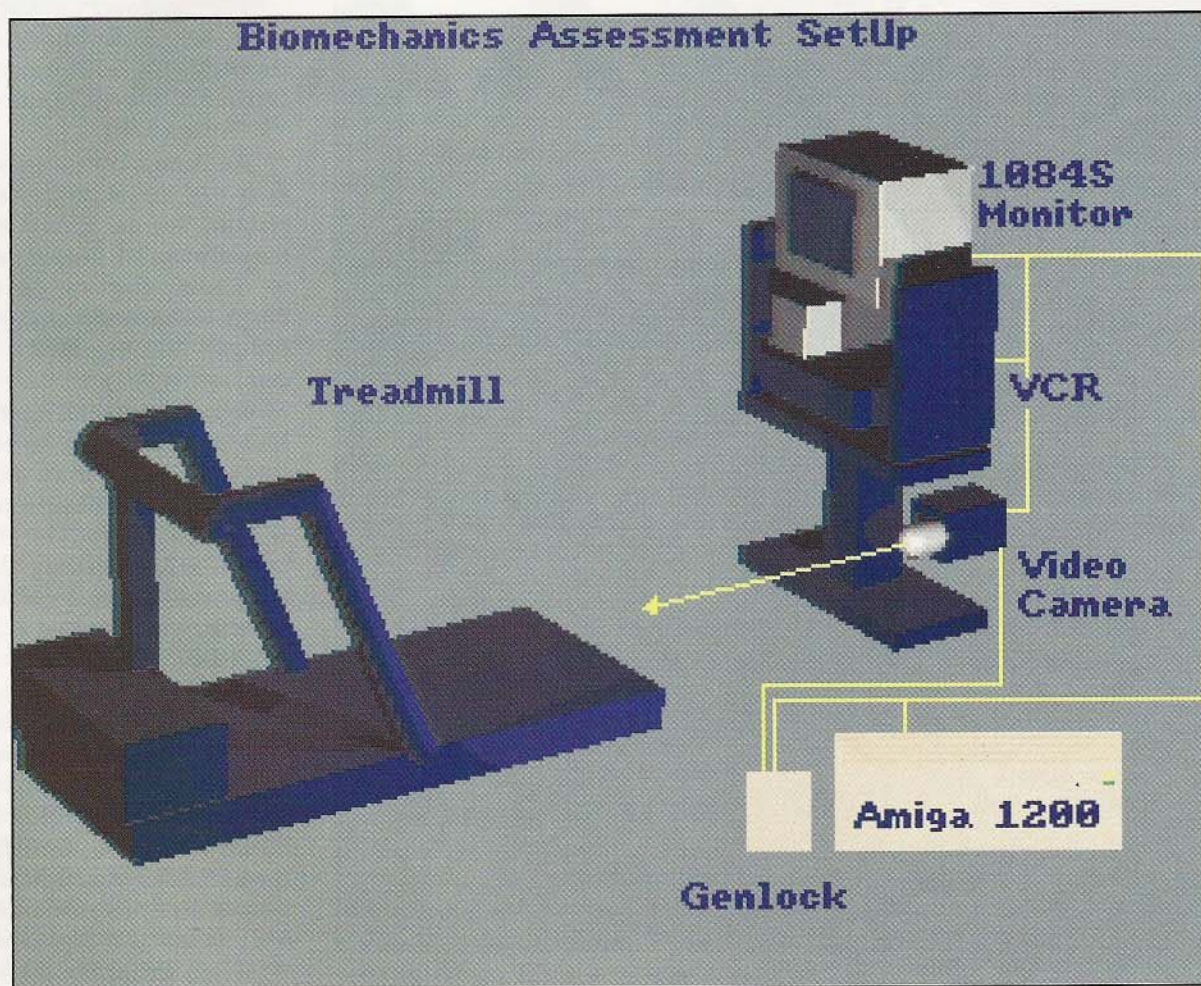 Biomechanics Assessment SetUp
1084S
Monitor
Treadmill
VCR
Video
Camera
Amiga 1200
Genlock